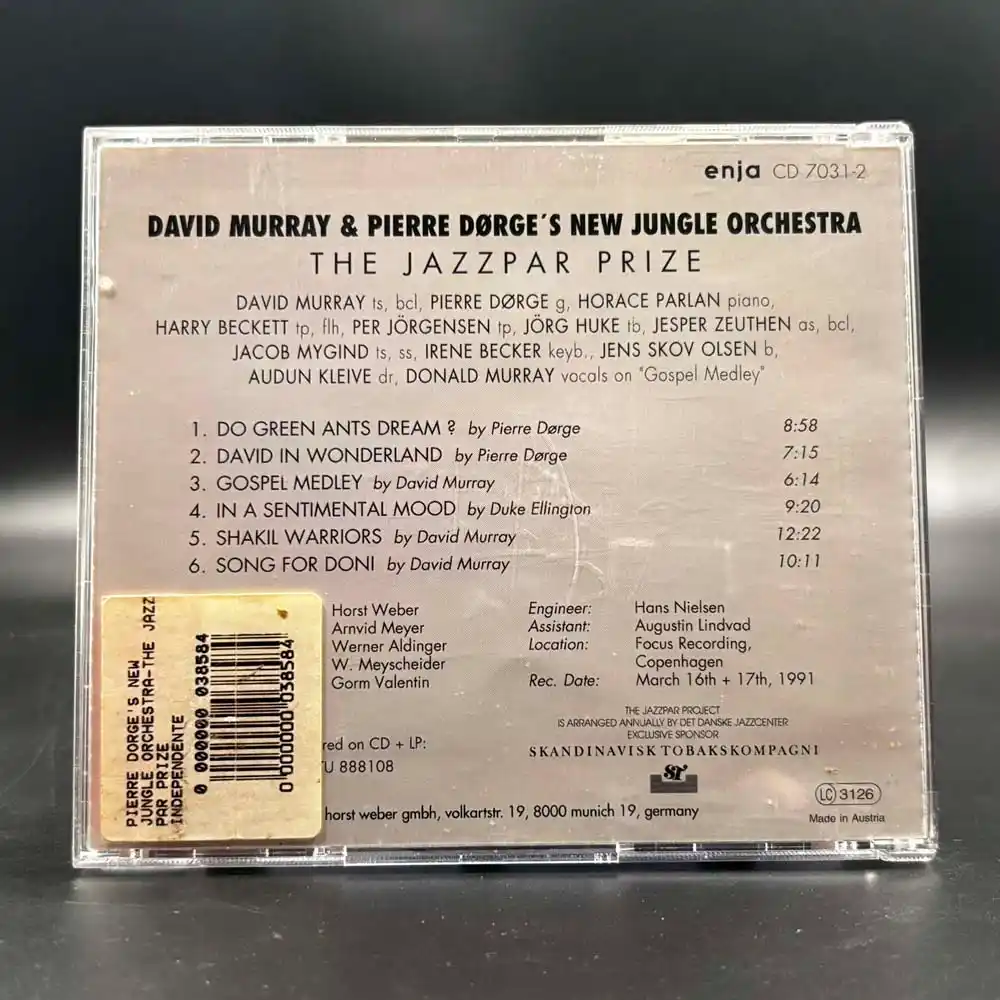 enja CD 7031-2
DAVID MURRAY & PIERRE DØRGE´S NEW JUNGLE ORCHESTRA
THE JAZZPAR PRIZE
DAVID MURRAY ts, bcl, PIERRE DØRGE g, HORACE PARLAN piano,
HARRY BECKETT tp, flh, PER JÖRGENSEN tp, JÖRG HUKE tb, JESPER ZEUTHEN as, bcl,
JACOB MYGIND ts, ss, IRENE BECKER keyb., JENS SKOV OLSEN b,
AUDUN KLEIVE dr, DONALD MURRAY vocals on "Gospel Medley"
1. DO GREEN ANTS DREAM ? by Pierre Dørge 8:58
2. DAVID IN WONDERLAND by Pierre Dørge 7:15
3. GOSPEL MEDLEY by David Murray 6:14
4. IN A SENTIMENTAL MOOD by Duke Ellington 9:20
5. SHAKIL WARRIORS by David Murray 12:22
6. SONG FOR DONI by David Murray 10:11
Horst Weber
Arnvid Meyer
Werner Aldinger
W. Meyscheider
Gorm Valentin
Engineer: Hans Nielsen
Assistant: Augustin Lindvad
Location: Focus Recording,
Copenhagen
Rec. Date: March 16th + 17th, 1991
THE JAZZPAR PROJECT
IS ARRANGED ANNUALLY BY DET DANSKE JAZZCENTER
EXCLUSIVE SPONSOR
SKANDINAVISK TOBAKSKOMPAGNI
red on CD + LP:
TU 888108
horst weber gmbh, volkartstr. 19, 8000 munich 19, germany
LC 3126
Made in Austria
PIERRE DORGE'S NEW
JUNGLE ORCHESTRA-THE JAZZ
PAR PRIZE
INDEPENDENTE
0 000000 038584
0 000000 038584